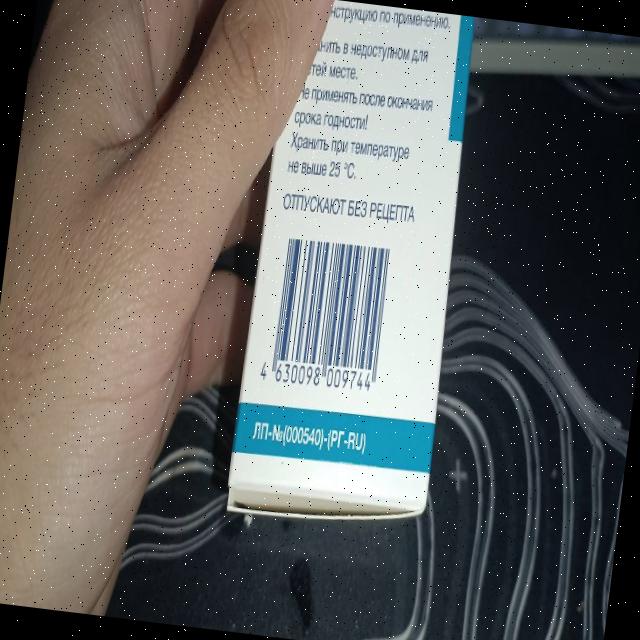 нструкцию по применению.
нить в недоступном для
тей месте.
Не применять после окончания
срока годности!
Хранить при температуре
не выше 25 °C.
ОТПУСКАЮТ БЕЗ РЕЦЕПТА
4 630098 009744
ЛП-№(000540)-(РГ-RU)